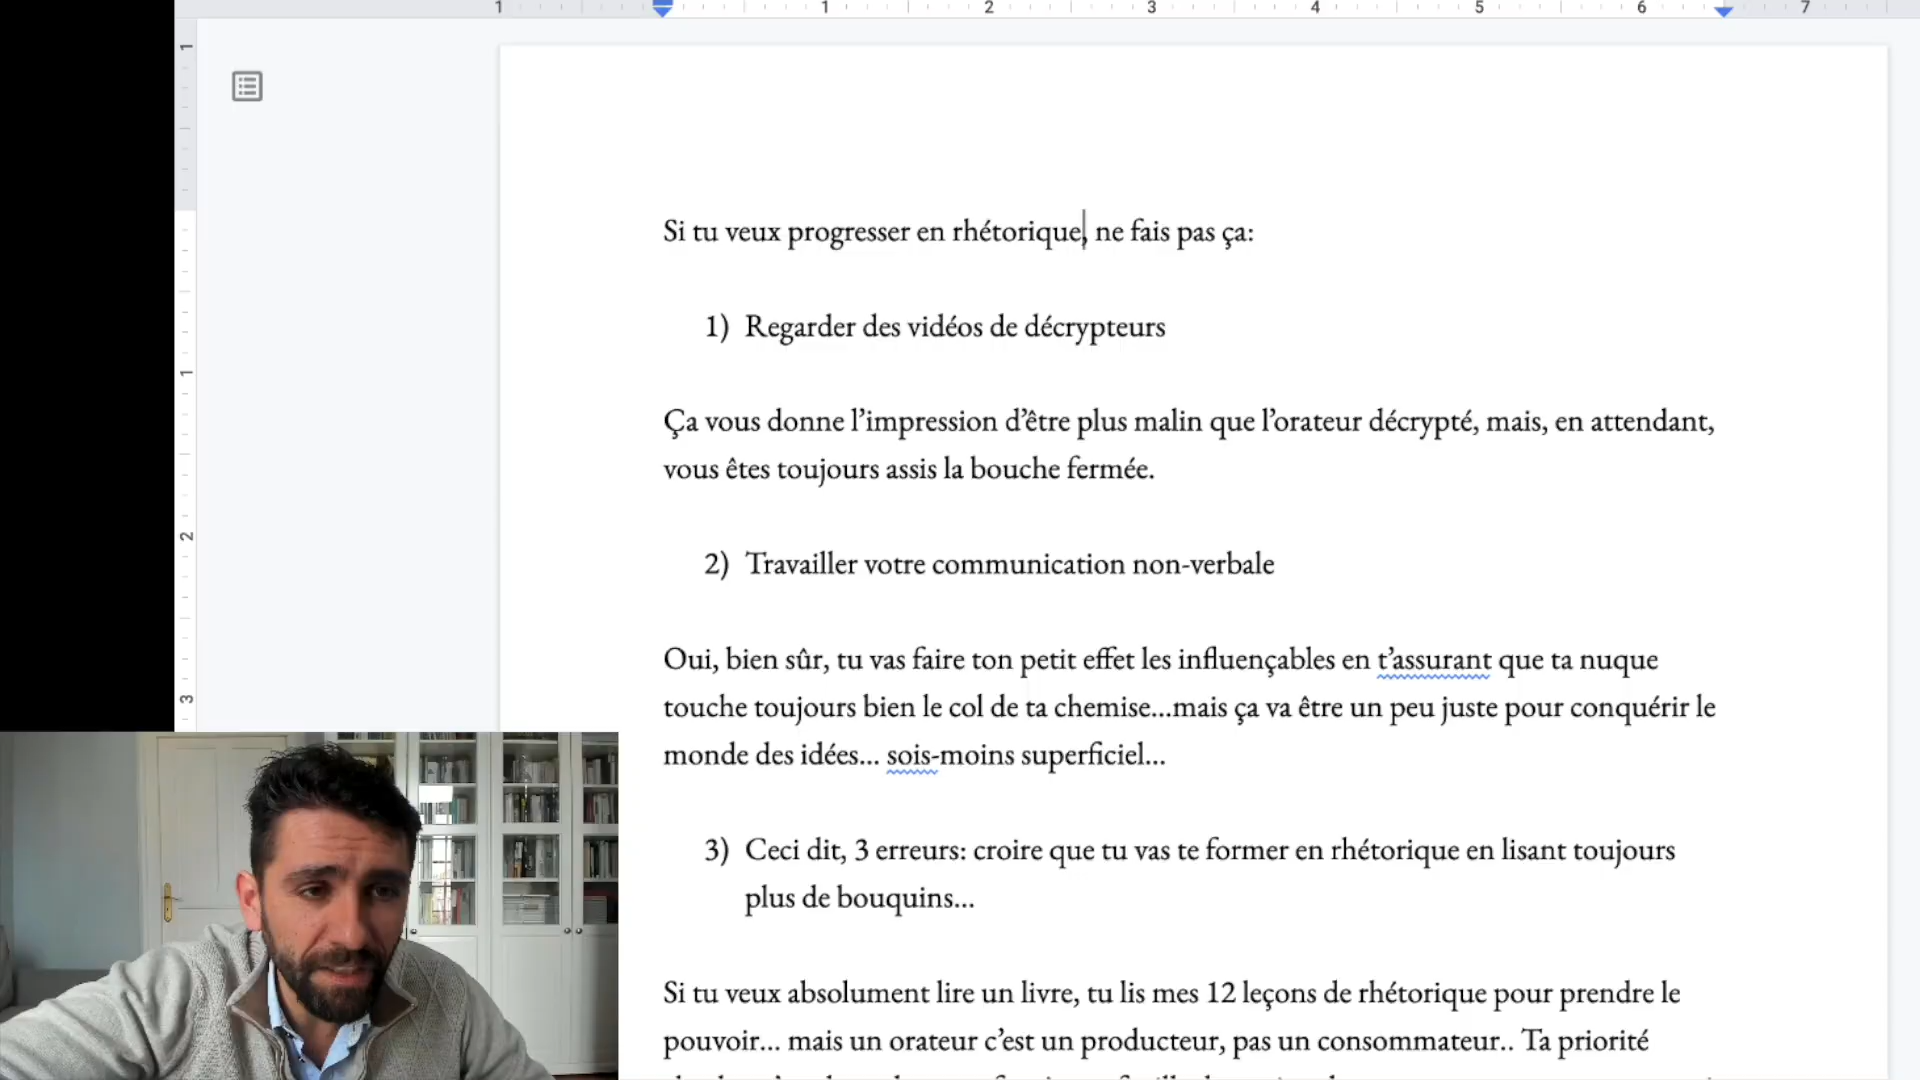 1 1 2 3 4 5 6 7
1
1
2
3
Si tu veux progresser en rhétorique, ne fais pas ça:
1) Regarder des vidéos de décrypteurs
Ça vous donne l’impression d’être plus malin que l’orateur décrypté, mais, en attendant,
vous êtes toujours assis la bouche fermée.
2) Travailler votre communication non-verbale
Oui, bien sûr, tu vas faire ton petit effet les influençables en t’assurant que ta nuque
touche toujours bien le col de ta chemise...mais ça va être un peu juste pour conquérir le
monde des idées... sois-moins superficiel...
3) Ceci dit, 3 erreurs: croire que tu vas te former en rhétorique en lisant toujours
plus de bouquins...
Si tu veux absolument lire un livre, tu lis mes 12 leçons de rhétorique pour prendre le
pouvoir... mais un orateur c’est un producteur, pas un consommateur.. Ta priorité